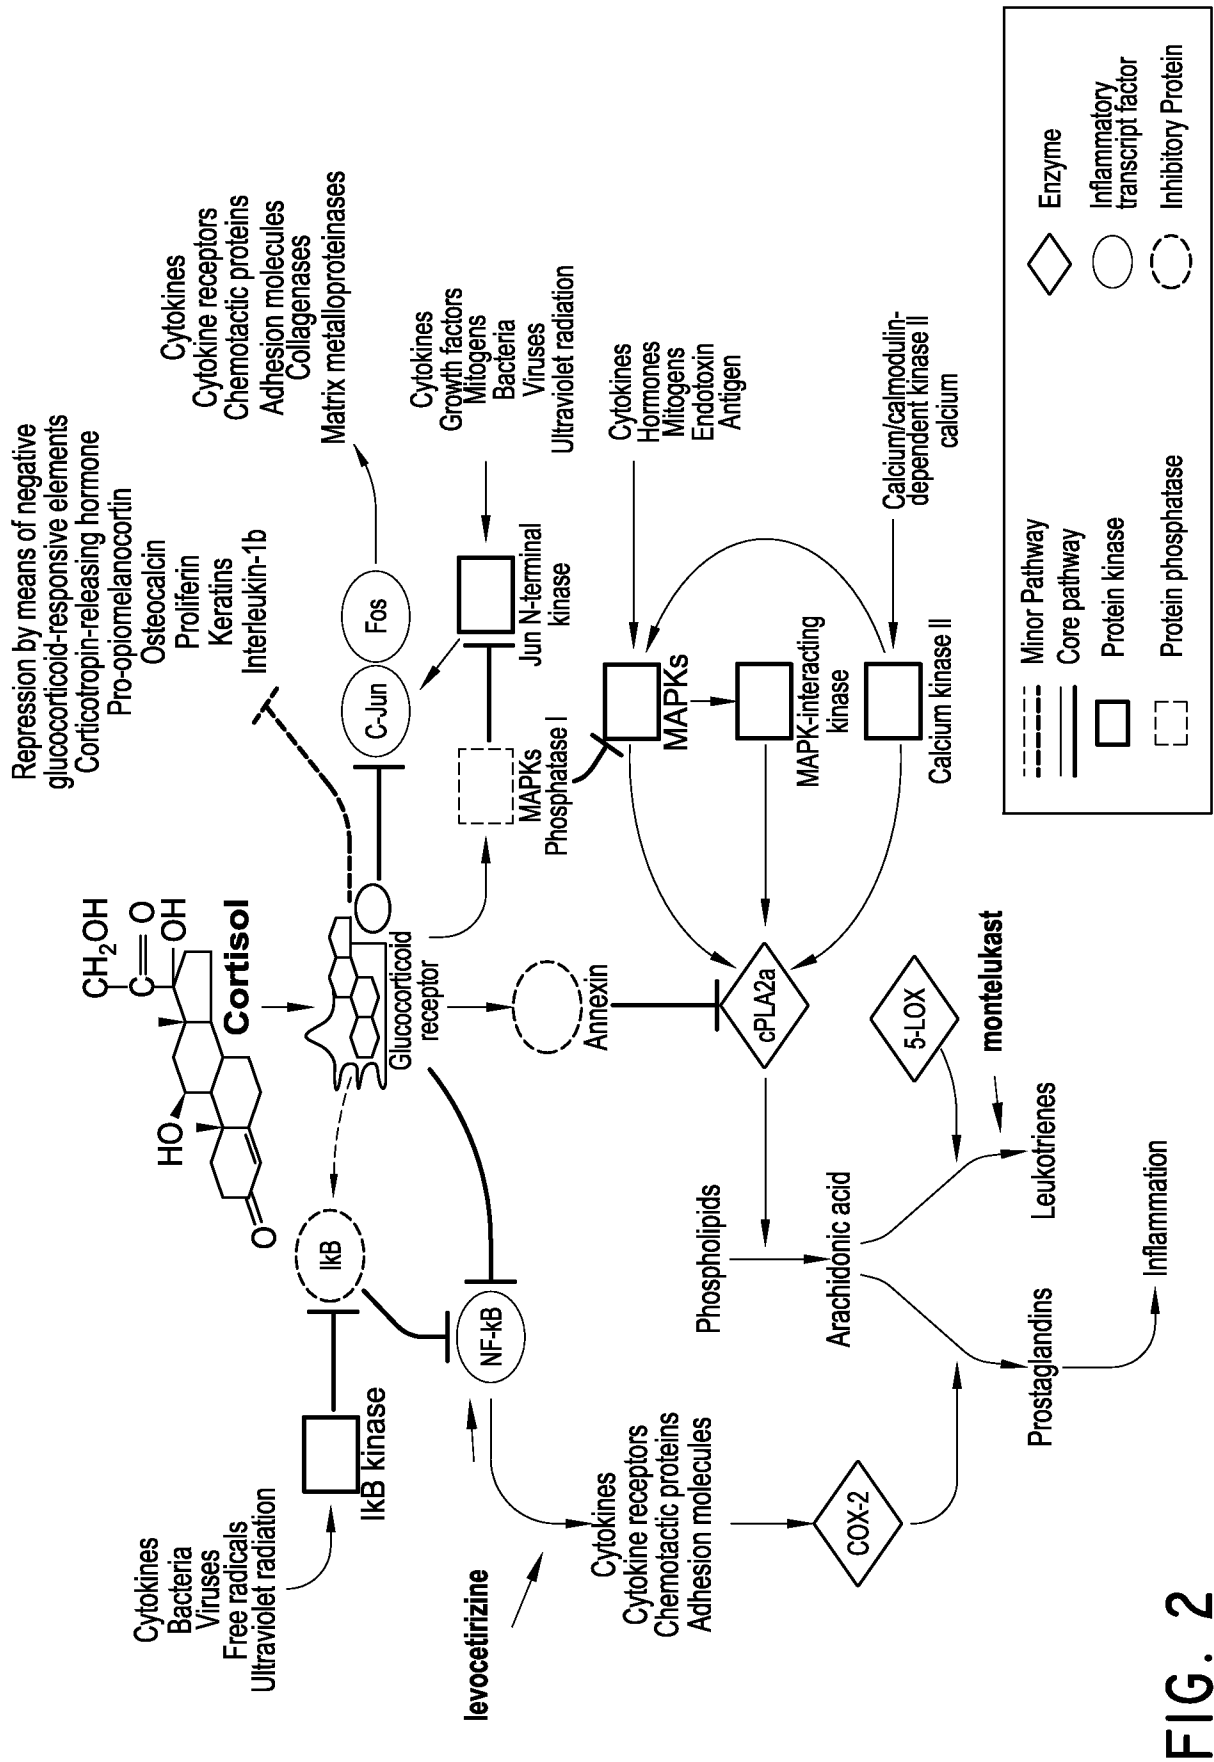 Repression by means of negative
glucocorticoid-responsive elements
Corticotropin-releasing hormone
Pro-opiomelanocortin
Osteocalcin
Proliferin
Keratins
Interleukin-1b
CH2OH
C
O
OH
HO
O
Cortisol
Cytokines
Bacteria
Viruses
Free radicals
Ultraviolet radiation
IkB kinase
IkB
Glucocorticoid
receptor
C-Jun
Fos
Cytokines
Cytokine receptors
Chemotactic proteins
Adhesion molecules
Collagenases
Matrix metalloproteinases
Cytokines
Growth factors
Mitogens
Bacteria
Viruses
Ultraviolet radiation
Jun N-terminal
kinase
MAPKs
Phosphatase I
NF-kB
levocetirizine
Annexin
Cytokines
Cytokine receptors
Chemotactic proteins
Adhesion molecules
Cytokines
Hormones
Mitogens
Endotoxin
Antigen
MAPKs
MAPK-interacting
kinase
Calcium/calmodulin-
dependent kinase II
calcium
Calcium kinase II
cPLA2a
Phospholipids
Arachidonic acid
COX-2
5-LOX
montelukast
Leukotrienes
Prostaglandins
Inflammation
Minor Pathway
Core pathway
Protein kinase
Protein phosphatase
Enzyme
Inflammatory
transcript factor
Inhibitory Protein
FIG. 2